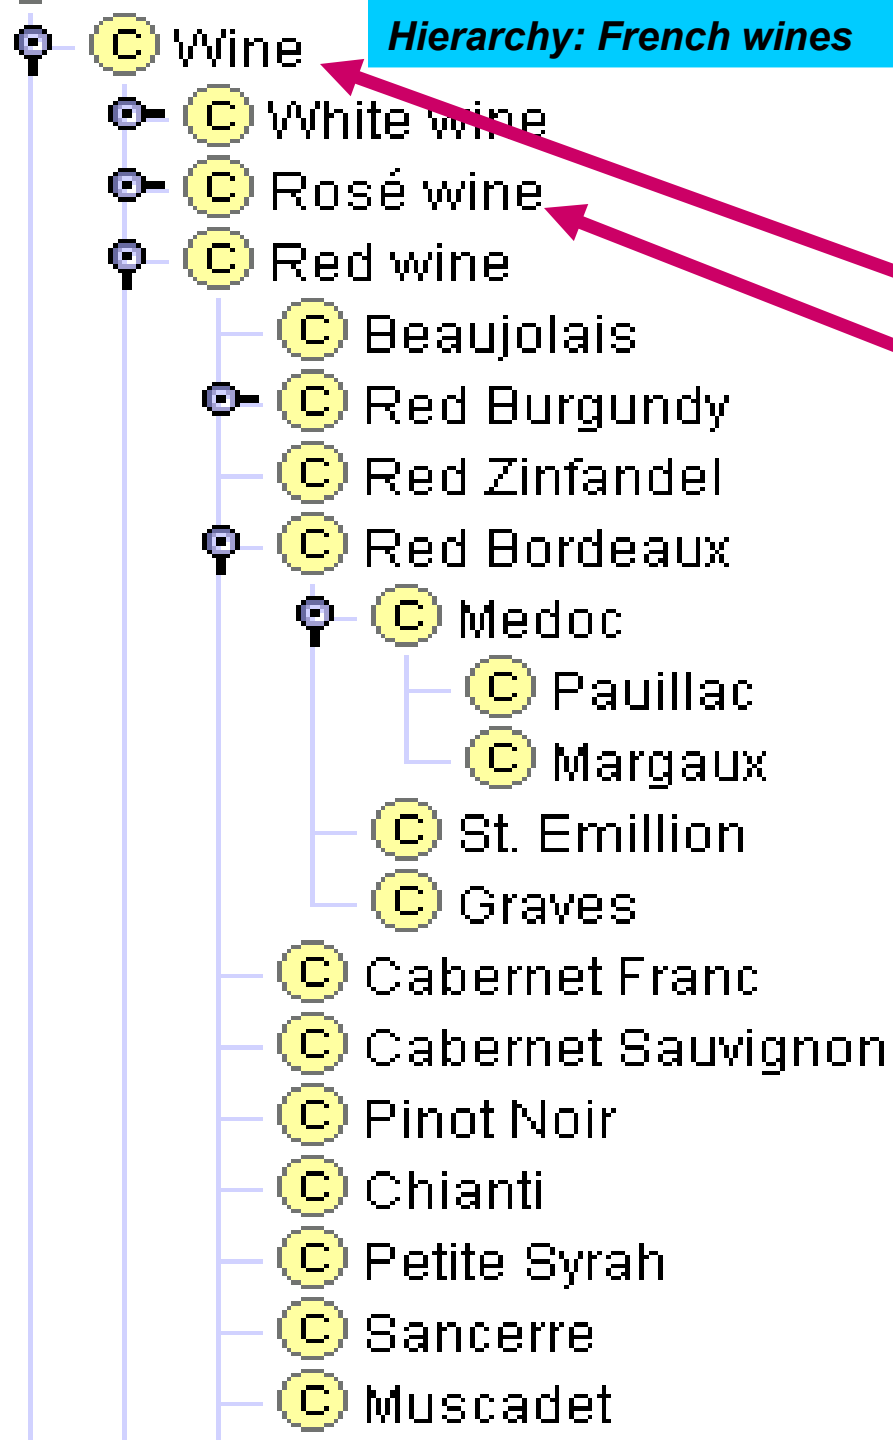 Hierarchy: French wines
C Wine
C White wine
C Rosé wine
C Red wine
C Beaujolais
C Red Burgundy
C Red Zinfandel
C Red Bordeaux
C Medoc
C Pauillac
C Margaux
C St. Emillion
C Graves
C Cabernet Franc
C Cabernet Sauvignon
C Pinot Noir
C Chianti
C Petite Syrah
C Sancerre
C Muscadet